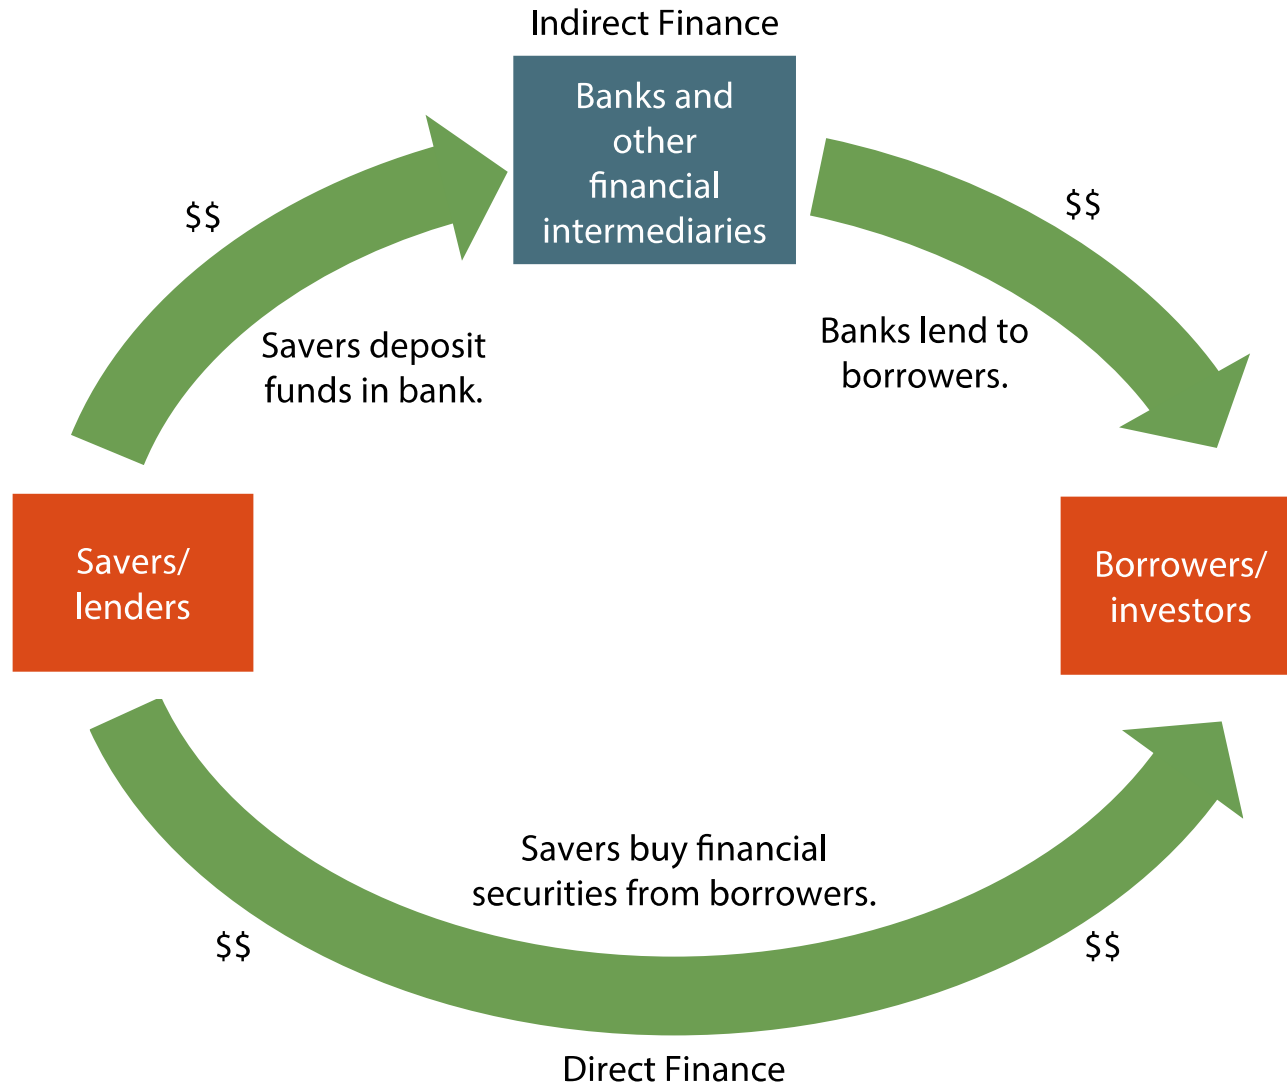 Indirect Finance
Banks and
other
financial
intermediaries
$$
$$
Savers deposit
funds in bank.
Banks lend to
borrowers.
Savers/
lenders
Borrowers/
investors
Savers buy financial
securities from borrowers.
$$
$$
Direct Finance